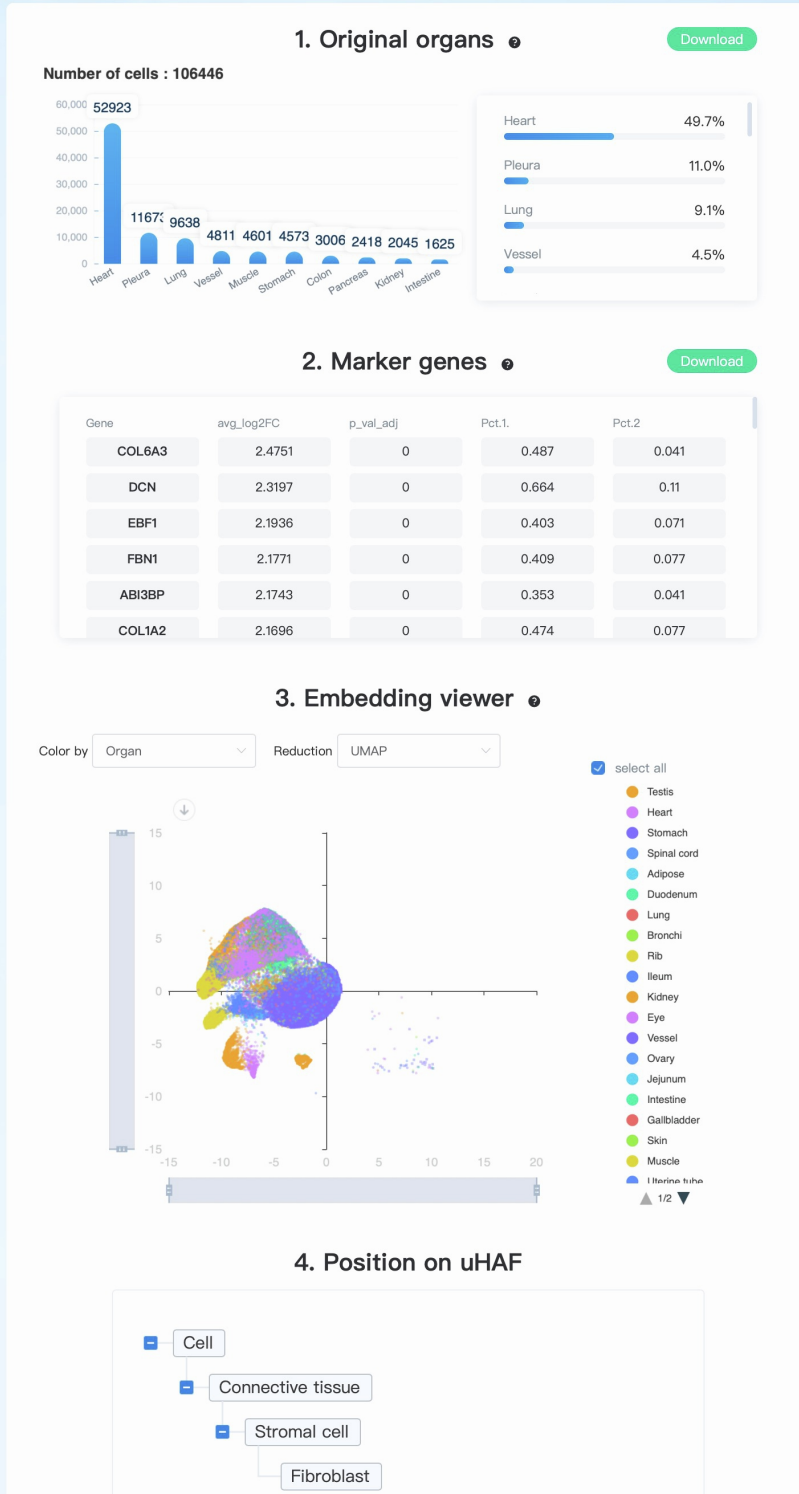 1. Original organs ?
Download
Number of cells : 106446
60,000
50,000
40,000
30,000
20,000
10,000
0
52923
11673
9638
4811
4601
4573
3006
2418
2045
1625
Heart
Pleura
Lung
Vessel
Muscle
Stomach
Colon
Pancreas
Kidney
Intestine
Heart 49.7%
Pleura 11.0%
Lung 9.1%
Vessel 4.5%
2. Marker genes ?
Download
Gene avg_log2FC p_val_adj Pct.1. Pct.2
COL6A3 2.4751 0 0.487 0.041
DCN 2.3197 0 0.664 0.11
EBF1 2.1936 0 0.403 0.071
FBN1 2.1771 0 0.409 0.077
ABI3BP 2.1743 0 0.353 0.041
COL1A2 2.1696 0 0.474 0.077
3. Embedding viewer ?
Color by Organ Reduction UMAP
select all
Testis
Heart
Stomach
Spinal cord
Adipose
Duodenum
Lung
Bronchi
Rib
Ileum
Kidney
Eye
Vessel
Ovary
Jejunum
Intestine
Gallbladder
Skin
Muscle
Uterine tube
1/2
15
10
5
0
-5
-10
-15
-15 -10 -5 0 5 10 15 20
4. Position on uHAF
Cell
Connective tissue
Stromal cell
Fibroblast